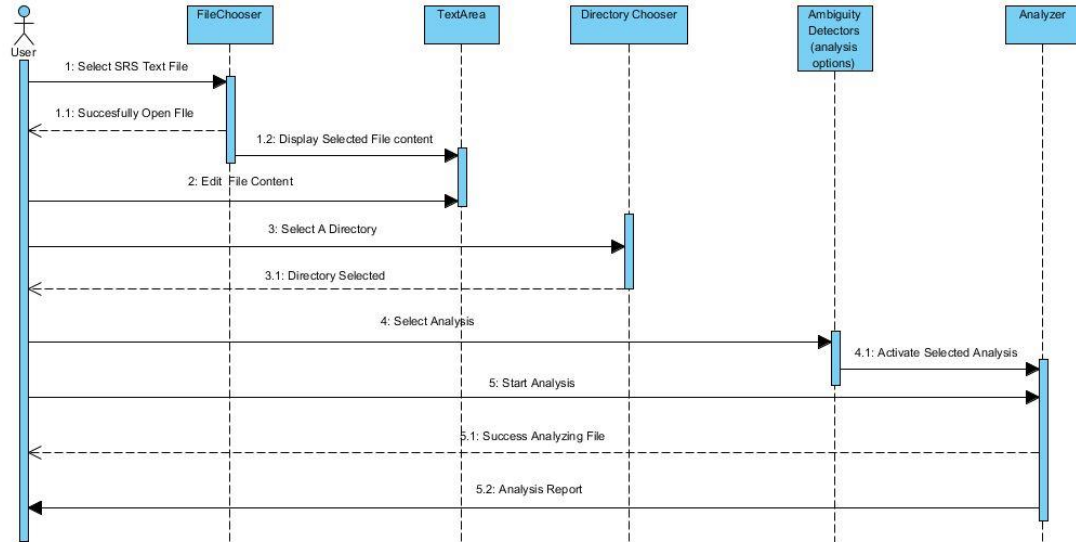 FileChooser
TextArea
Directory Chooser
Ambiguity
Detectors
(analysis
options)
Analyzer
User
1: Select SRS Text File
1.1: Succesfully Open FIle
1.2: Display Selected File content
2: Edit File Content
3: Select A Directory
3.1: Directory Selected
4: Select Analysis
4.1: Activate Selected Analysis
5: Start Analysis
5.1: Success Analyzing File
5.2: Analysis Report